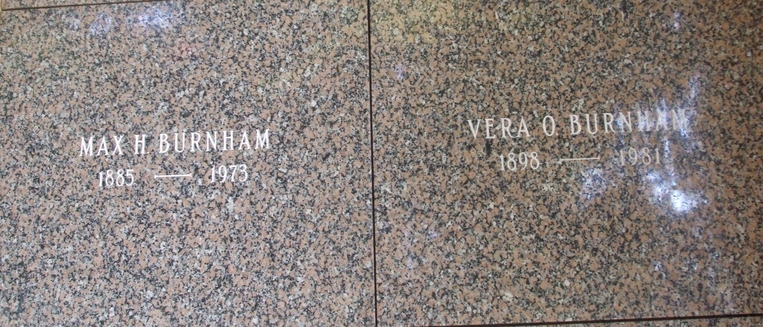 MAX H. BURNHAM
1885 — 1973
VERA O. BURNHAM
1898 — 1981